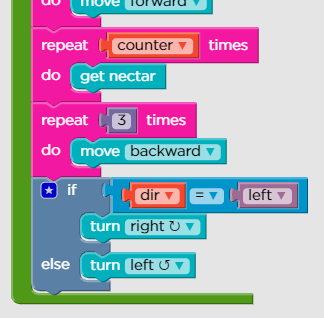 do move forward ▼
repeat counter ▼ times
do get nectar
repeat 3 times
do move backward ▼
if dir ▼ = ▼ left ▼
turn right ↻ ▼
else turn left ↺ ▼